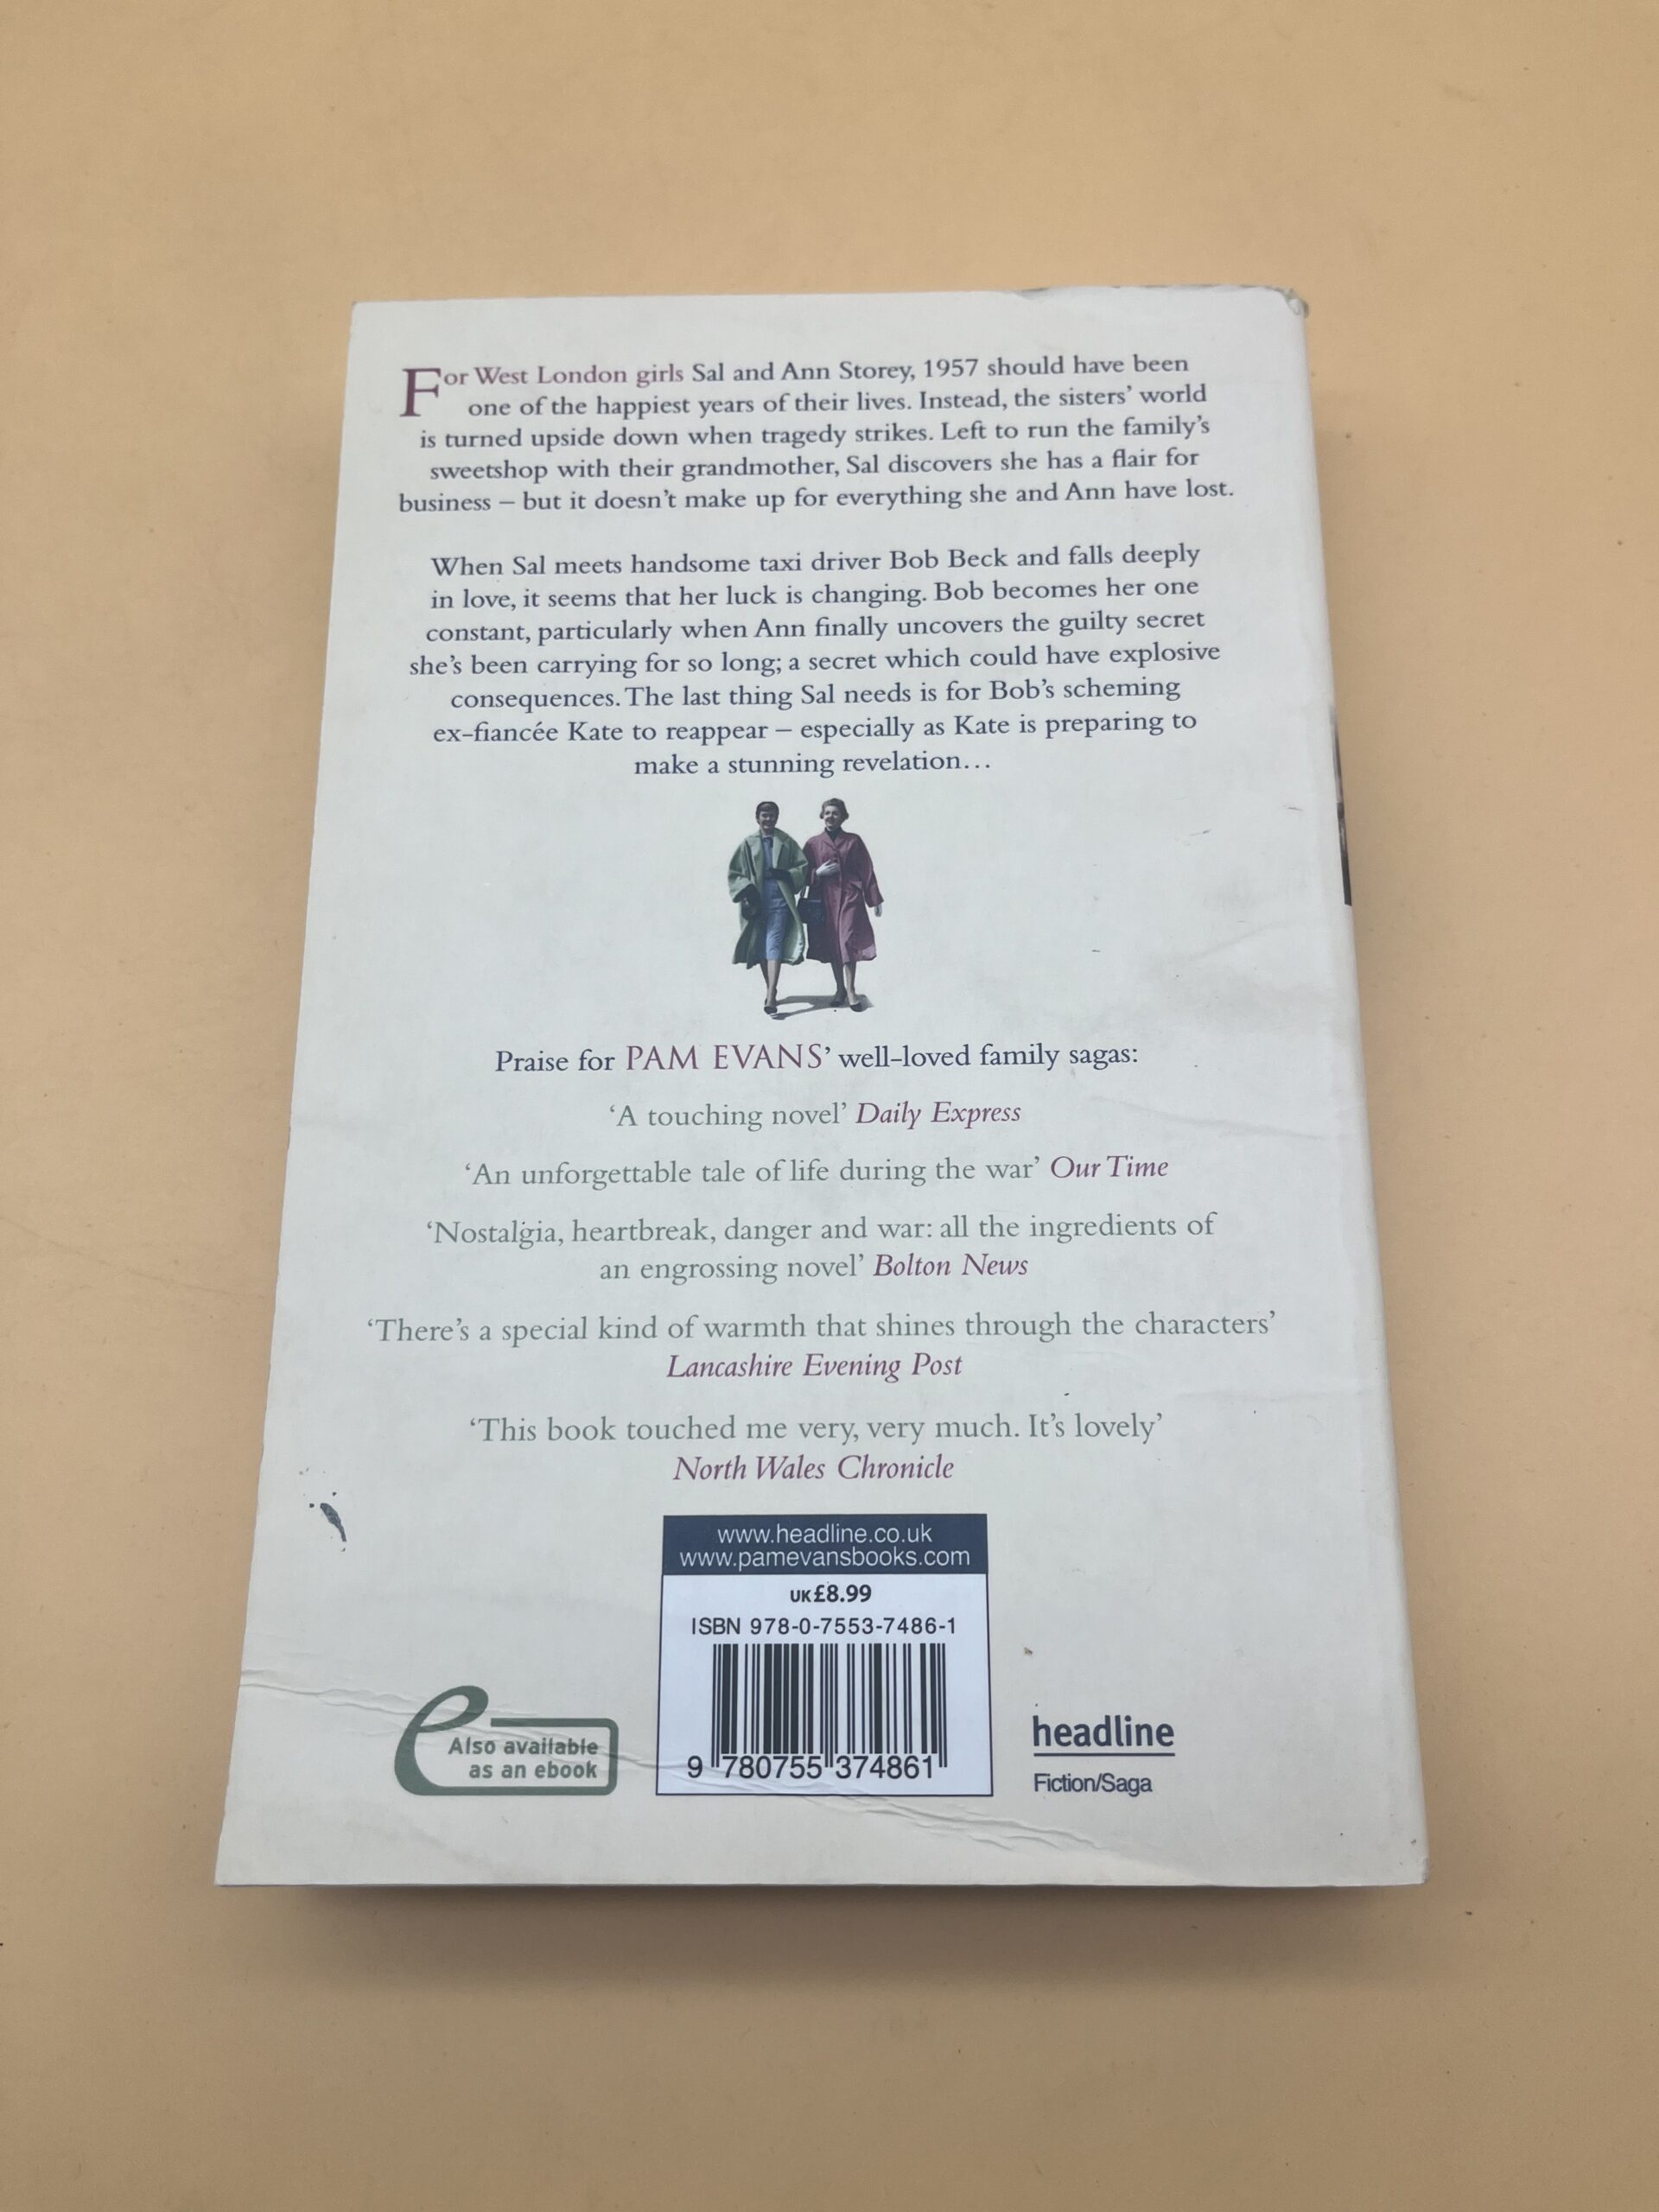 For West London girls Sal and Ann Storey, 1957 should have been
one of the happiest years of their lives. Instead, the sisters’ world
is turned upside down when tragedy strikes. Left to run the family’s
sweetshop with their grandmother, Sal discovers she has a flair for
business – but it doesn’t make up for everything she and Ann have lost.
When Sal meets handsome taxi driver Bob Beck and falls deeply
in love, it seems that her luck is changing. Bob becomes her one
constant, particularly when Ann finally uncovers the guilty secret
she’s been carrying for so long; a secret which could have explosive
consequences. The last thing Sal needs is for Bob’s scheming
ex-fiancée Kate to reappear – especially as Kate is preparing to
make a stunning revelation…
Praise for PAM EVANS’ well-loved family sagas:
‘A touching novel’ Daily Express
‘An unforgettable tale of life during the war’ Our Time
‘Nostalgia, heartbreak, danger and war: all the ingredients of
an engrossing novel’ Bolton News
‘There’s a special kind of warmth that shines through the characters’
Lancashire Evening Post
‘This book touched me very, very much. It’s lovely’
North Wales Chronicle
www.headline.co.uk
www.pamevansbooks.com
UK£8.99
ISBN 978-0-7553-7486-1
9 780755 374861
e
Also available
as an ebook
headline
Fiction/Saga